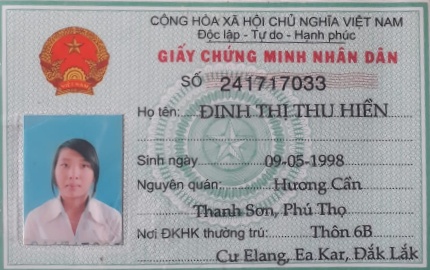 CỘNG HÒA XÃ HỘI CHỦ NGHĨA VIỆT NAM
Độc lập - Tự do - Hạnh phúc
GIẤY CHỨNG MINH NHÂN DÂN
SỐ 241717033
Họ tên: ĐINH THỊ THU HIỀN
Sinh ngày 09-05-1998
Nguyên quán: Hương Cần
Thanh Sơn, Phú Thọ
Nơi ĐKHK thường trú: Thôn 6B
Cư Elang, Ea Kar, Đắk Lắk